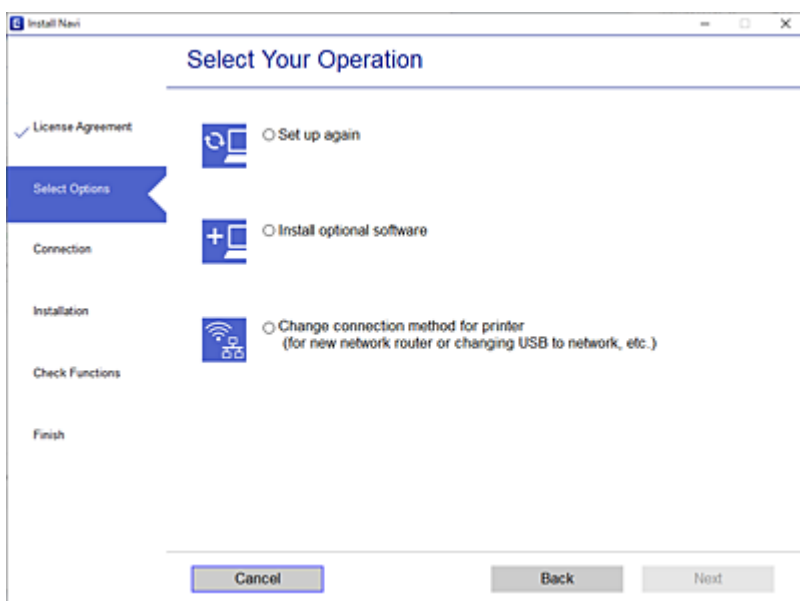 Install Navi
Select Your Operation
License Agreement
Select Options
Connection
Installation
Check Functions
Finish
Set up again
Install optional software
Change connection method for printer
(for new network router or changing USB to network, etc.)
Cancel
Back
Next